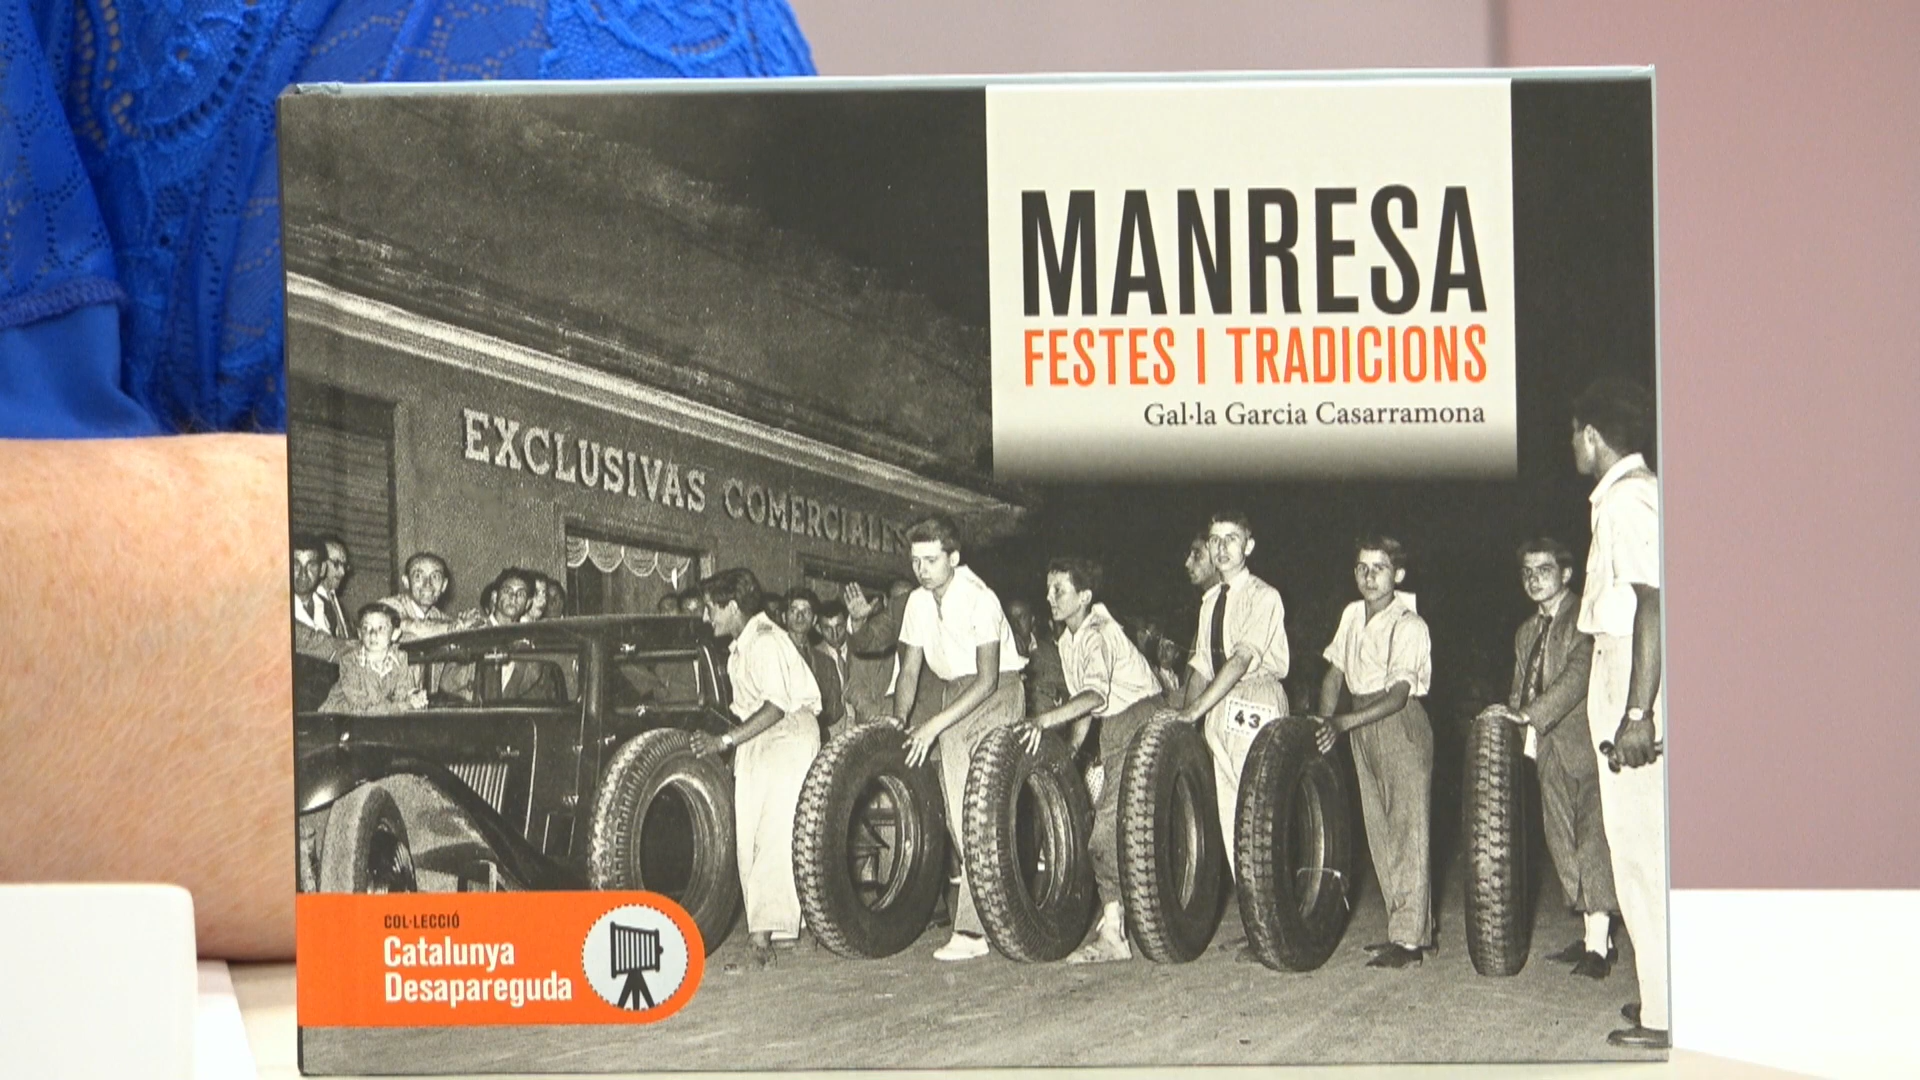 MANRESA
FESTES I TRADICIONS
Gal·la Garcia Casarramona
EXCLUSIVAS COMERCIALES
43
COL·LECCIÓ
Catalunya
Desapareguda